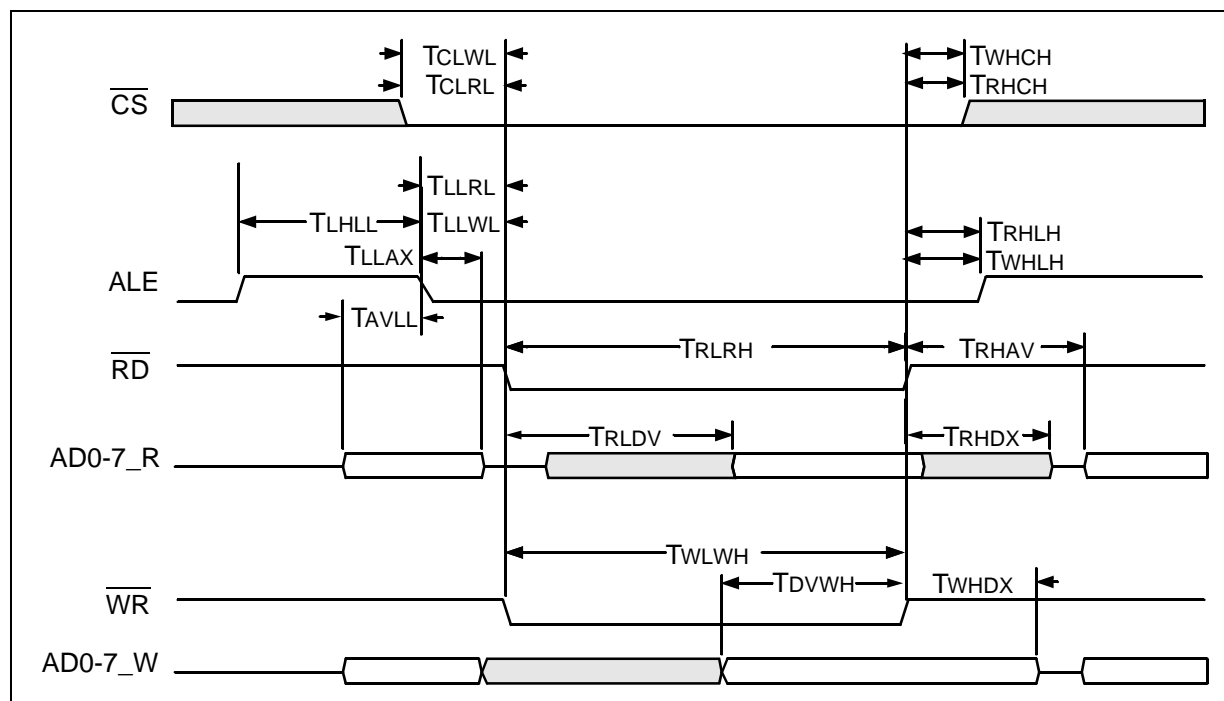 TCLWL
TWHCH
TCLRL
TRHCH
CS
TLLRL
TLHLL
TLLWL
TRHLH
TLLAX
TWHLH
ALE
TAVLL
TRLRH
TRHAV
RD
TRLDV
TRHDX
AD0-7_R
TWLWH
TDVWH
TWHDX
WR
AD0-7_W